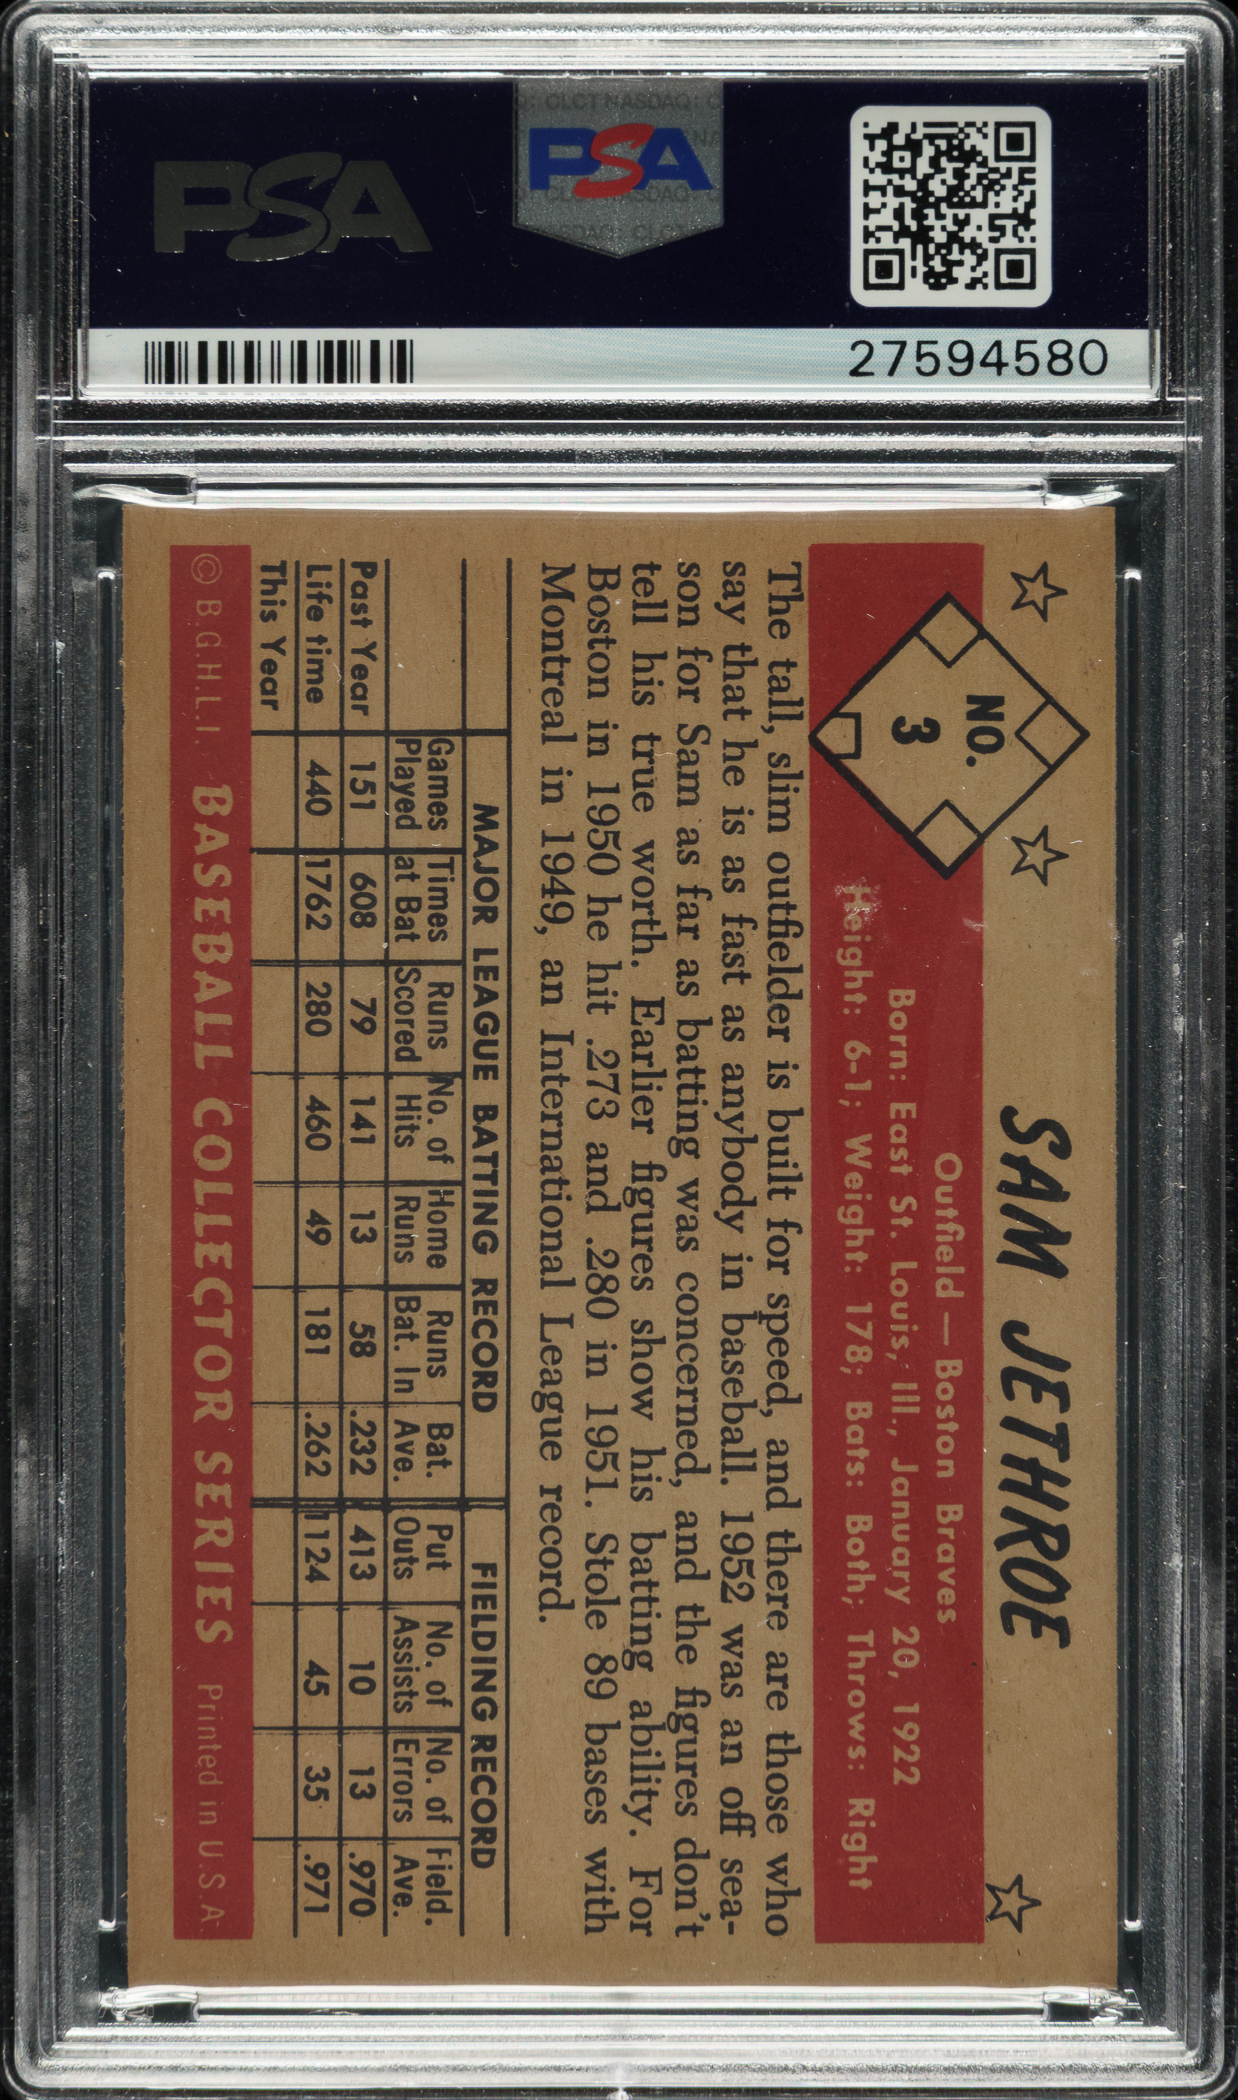 PSA
PSA
27594580
NO.
3
SAM JETHROE
Outfield — Boston Braves
Born: East St. Louis, Ill., January 20, 1922
Height: 6-1; Weight: 178; Bats: Both; Throws: Right
The tall, slim outfielder is built for speed, and there are those who
say that he is as fast as anybody in baseball. 1952 was an off sea-
son for Sam as far as batting was concerned, and the figures don't
tell his true worth. Earlier figures show his batting ability. For
Boston in 1950 he hit .273 and .280 in 1951. Stole 89 bases with
Montreal in 1949, an International League record.
MAJOR LEAGUE BATTING RECORD FIELDING RECORD
Games Played Times at Bat Runs Scored No. of Hits Home Runs Runs Bat. In Bat. Ave. Put Outs No. of Assists No. of Errors Field. Ave.
Past Year 151 608 79 141 13 58 .232 413 10 13 .970
Life time 440 1762 280 460 49 181 .262 1124 45 35 .971
This Year
© B.G.H.L.I. BASEBALL COLLECTOR SERIES Printed in U.S.A.